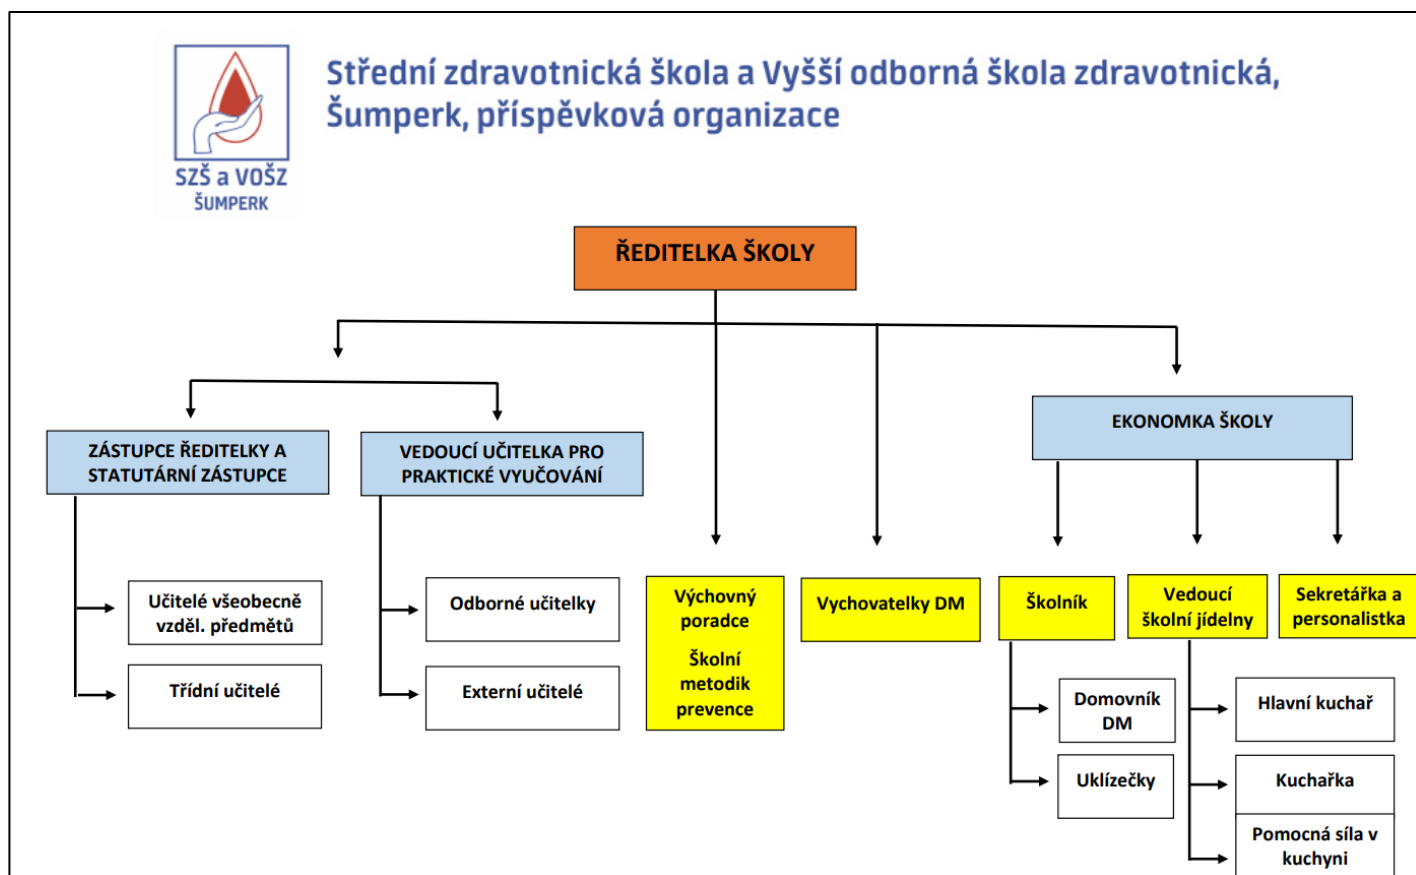 Střední zdravotnická škola a Vyšší odborná škola zdravotnická,
Šumperk, příspěvková organizace
SZŠ a VOŠZ
ŠUMPERK
ŘEDITELKA ŠKOLY
ZÁSTUPCE ŘEDITELKY A
STATUTÁRNÍ ZÁSTUPCE
VEDOUCÍ UČITELKA PRO
PRAKTICKÉ VYUČOVÁNÍ
EKONOMKA ŠKOLY
Učitelé všeobecně
vzděl. předmětů
Třídní učitelé
Odborné učitelky
Externí učitelé
Výchovný
poradce
Školní
metodik
prevence
Vychovatelky DM
Školník
Vedoucí
školní jídelny
Sekretářka a
personalistka
Domovník
DM
Uklízečky
Hlavní kuchař
Kuchařka
Pomocná síla v
kuchyni